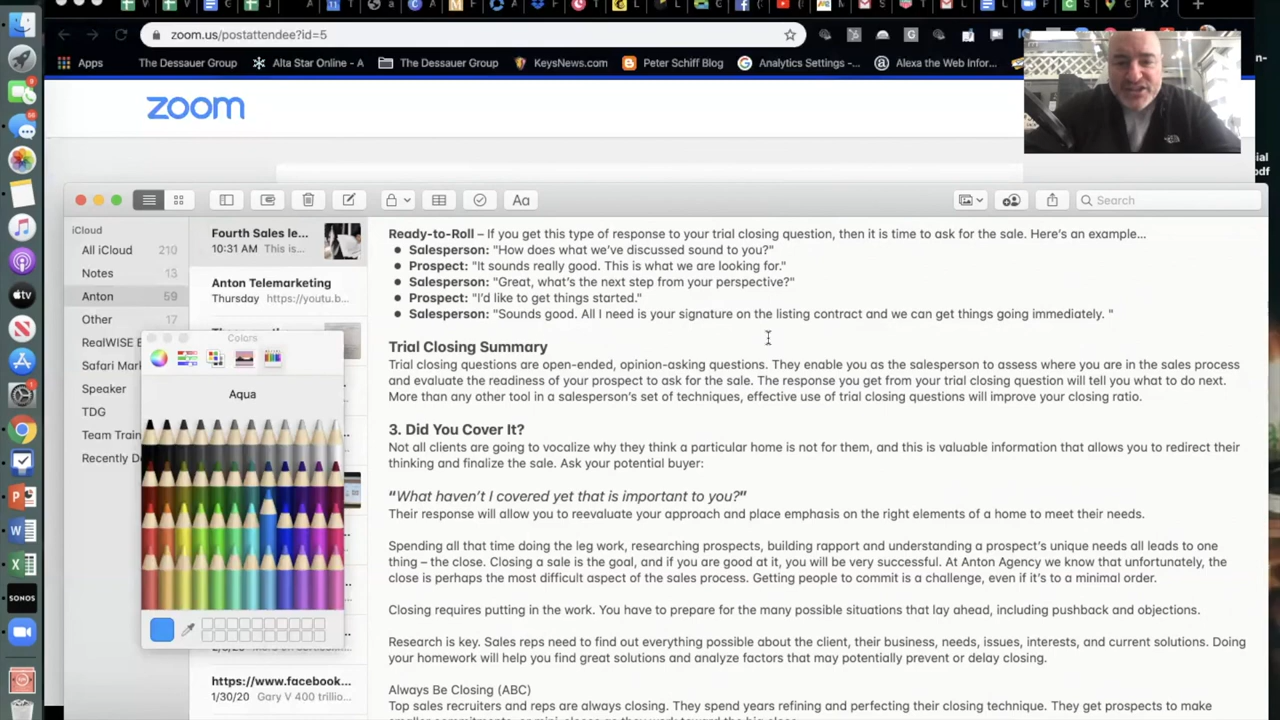 zoom.us/postattendee?id=5
Apps The Dessauer Group Alta Star Online - A The Dessauer Group KeysNews.com Peter Schiff Blog Analytics Settings -... Alexa the Web Infor...
zoom
Aa
Search
iCloud
All iCloud 210
Notes 13
Anton 59
Other 17
RealWISE E
Safari Mar
Speaker
TDG
Team Train
Recently D
Fourth Sales le...
10:31 AM This is...
Anton Telemarketing
Thursday https://youtu.b...
https://www.facebook...
1/30/20 Gary V 400 trillio...
Colors
Aqua
SONOS
Ready-to-Roll – If you get this type of response to your trial closing question, then it is time to ask for the sale. Here's an example...
● Salesperson: "How does what we've discussed sound to you?"
● Prospect: "It sounds really good. This is what we are looking for."
● Salesperson: "Great, what's the next step from your perspective?"
● Prospect: "I'd like to get things started."
● Salesperson: "Sounds good. All I need is your signature on the listing contract and we can get things going immediately. "
Trial Closing Summary
Trial closing questions are open-ended, opinion-asking questions. They enable you as the salesperson to assess where you are in the sales process
and evaluate the readiness of your prospect to ask for the sale. The response you get from your trial closing question will tell you what to do next.
More than any other tool in a salesperson's set of techniques, effective use of trial closing questions will improve your closing ratio.
3. Did You Cover It?
Not all clients are going to vocalize why they think a particular home is not for them, and this is valuable information that allows you to redirect their
thinking and finalize the sale. Ask your potential buyer:
“What haven't I covered yet that is important to you?”
Their response will allow you to reevaluate your approach and place emphasis on the right elements of a home to meet their needs.
Spending all that time doing the leg work, researching prospects, building rapport and understanding a prospect's unique needs all leads to one
thing – the close. Closing a sale is the goal, and if you are good at it, you will be very successful. At Anton Agency we know that unfortunately, the
close is perhaps the most difficult aspect of the sales process. Getting people to commit is a challenge, even if it's to a minimal order.
Closing requires putting in the work. You have to prepare for the many possible situations that lay ahead, including pushback and objections.
Research is key. Sales reps need to find out everything possible about the client, their business, needs, issues, interests, and current solutions. Doing
your homework will help you find great solutions and analyze factors that may potentially prevent or delay closing.
Always Be Closing (ABC)
Top sales recruiters and reps are always closing. They spend years refining and perfecting their closing technique. They get prospects to make